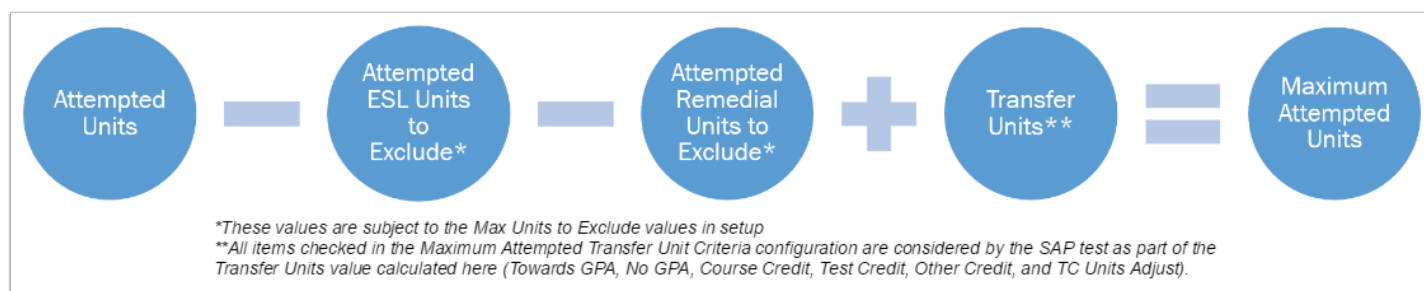 Attempted
Units
Attempted
ESL Units
to
Exclude*
Attempted
Remedial
Units to
Exclude*
Transfer
Units**
Maximum
Attempted
Units
*These values are subject to the Max Units to Exclude values in setup
**All items checked in the Maximum Attempted Transfer Unit Criteria configuration are considered by the SAP test as part of the
Transfer Units value calculated here (Towards GPA, No GPA, Course Credit, Test Credit, Other Credit, and TC Units Adjust).